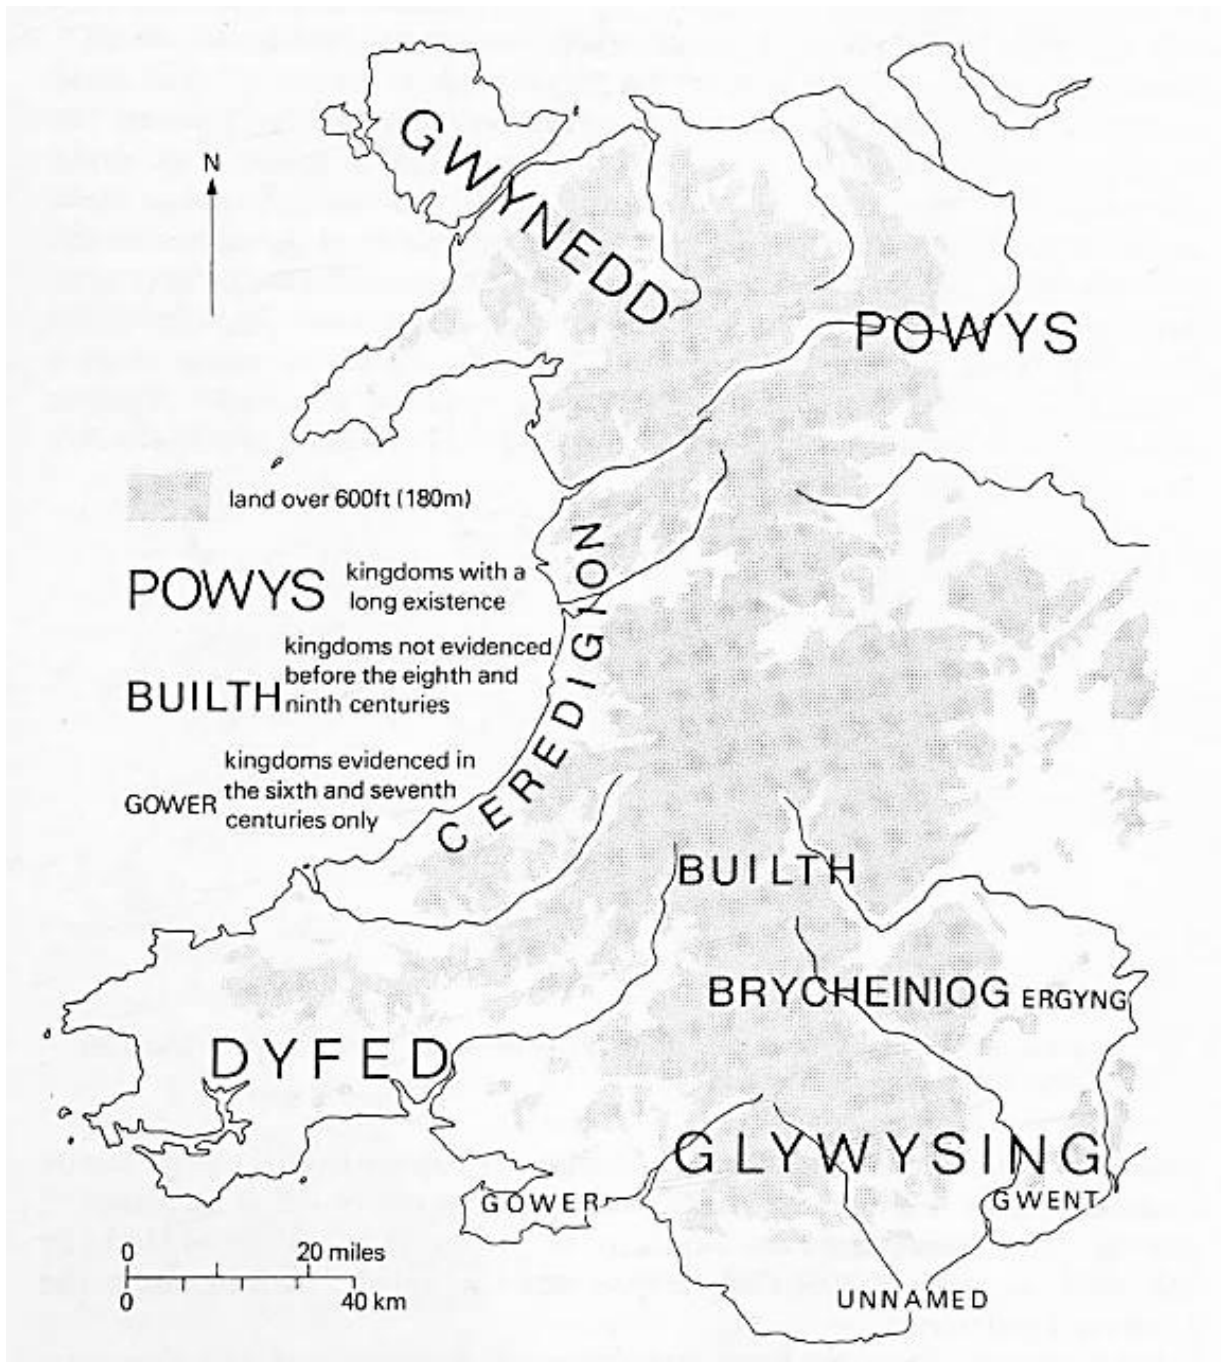 GWYNEDD
N
POWYS
land over 600ft (180m)
POWYS kingdoms with a
long existence
kingdoms not evidenced
before the eighth and
BUILTH ninth centuries
kingdoms evidenced in
GOWER the sixth and seventh
centuries only
CEREDIGION
BUILTH
BRYCHEINIOG ERGYNG
DYFED
GLYWYSING
GOWER
GWENT
0 20 miles
0 40 km
UNNAMED